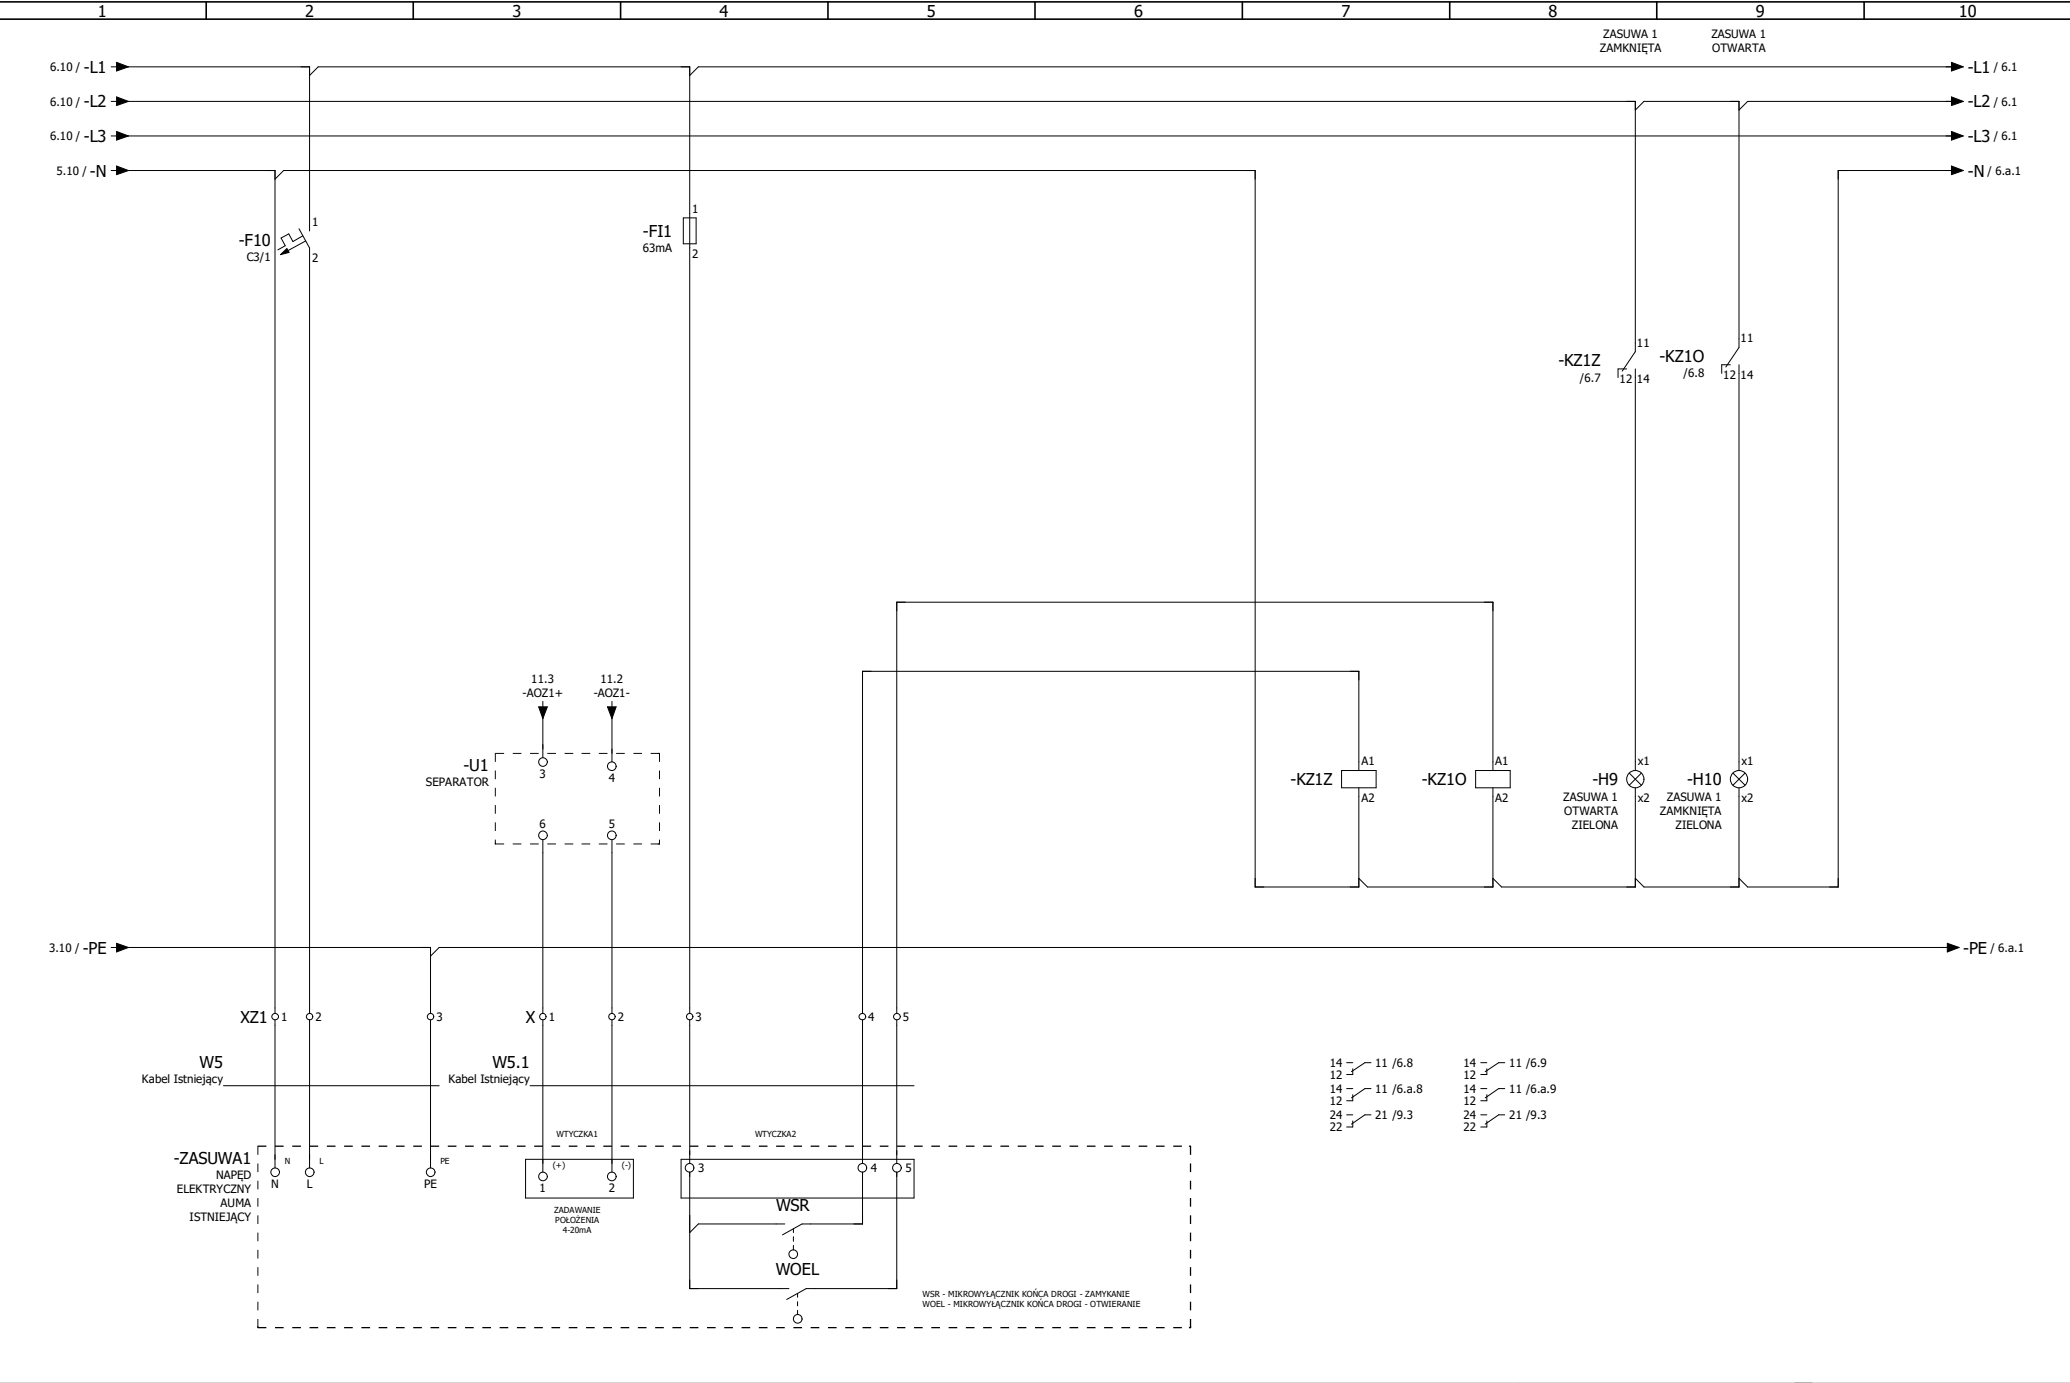 1 2 3 4 5 6 7 8 9 10
ZASUWA 1
ZAMKNIĘTA
ZASUWA 1
OTWARTA
6.10 / -L1
-L1 / 6.1
6.10 / -L2
-L2 / 6.1
6.10 / -L3
-L3 / 6.1
5.10 / -N
-N / 6.a.1
-F10
C3/1
1
2
-FI1
63mA
1
2
-KZ1Z
/6.7
11
12 14
-KZ1O
/6.8
11
12 14
11.3
-AOZ1+
11.2
-AOZ1-
-U1
SEPARATOR
3
4
6
5
-KZ1Z
A1
A2
-KZ1O
A1
A2
-H9
ZASUWA 1
OTWARTA
ZIELONA
x1
x2
-H10
ZASUWA 1
ZAMKNIĘTA
ZIELONA
x1
x2
3.10 / -PE
-PE / 6.a.1
XZ1 1 2 3
X 1 2 3 4 5
W5
Kabel Istniejący
W5.1
Kabel Istniejący
14 11 /6.8
12
14 11 /6.a.8
12
24 21 /9.3
22
14 11 /6.9
12
14 11 /6.a.9
12
24 21 /9.3
22
WTYCZKA1
WTYCZKA2
-ZASUWA1
NAPĘD
ELEKTRYCZNY
AUMA
ISTNIEJĄCY
N L PE
N L PE
(+) (-)
1 2
ZADAWANIE
POŁOŻENIA
4-20mA
3 4 5
WSR
WOEL
WSR - MIKROWYŁĄCZNIK KOŃCA DROGI - ZAMYKANIE
WOEL - MIKROWYŁĄCZNIK KOŃCA DROGI - OTWIERANIE